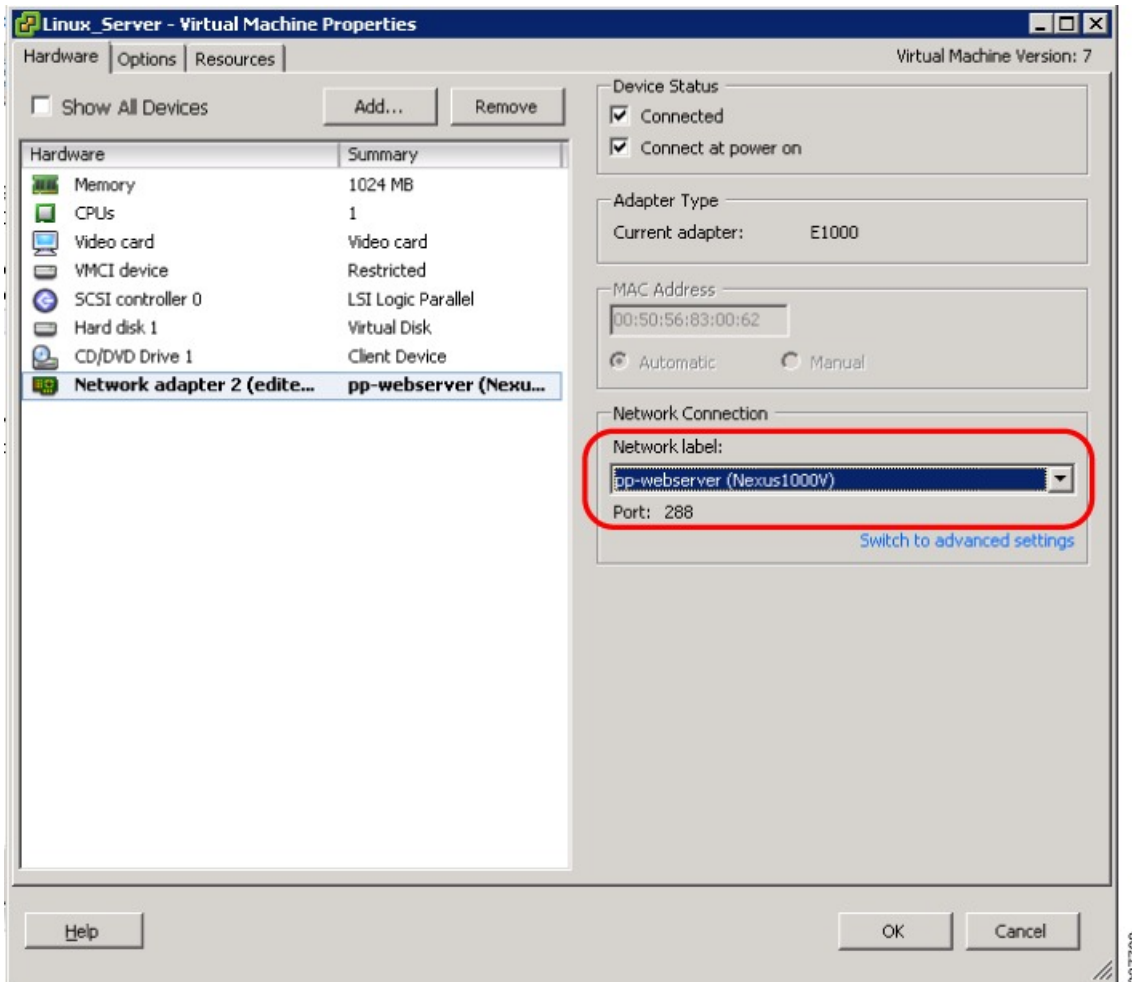 Linux_Server - Virtual Machine Properties
Hardware Options Resources
Virtual Machine Version: 7
Show All Devices
Add...
Remove
Hardware Summary
Memory 1024 MB
CPUs 1
Video card Video card
VMCI device Restricted
SCSI controller 0 LSI Logic Parallel
Hard disk 1 Virtual Disk
CD/DVD Drive 1 Client Device
Network adapter 2 (edite... pp-webserver (Nexu...
Device Status
Connected
Connect at power on
Adapter Type
Current adapter: E1000
MAC Address
00:50:56:83:00:62
Automatic Manual
Network Connection
Network label:
pp-webserver (Nexus1000V)
Port: 288
Switch to advanced settings
Help
OK
Cancel